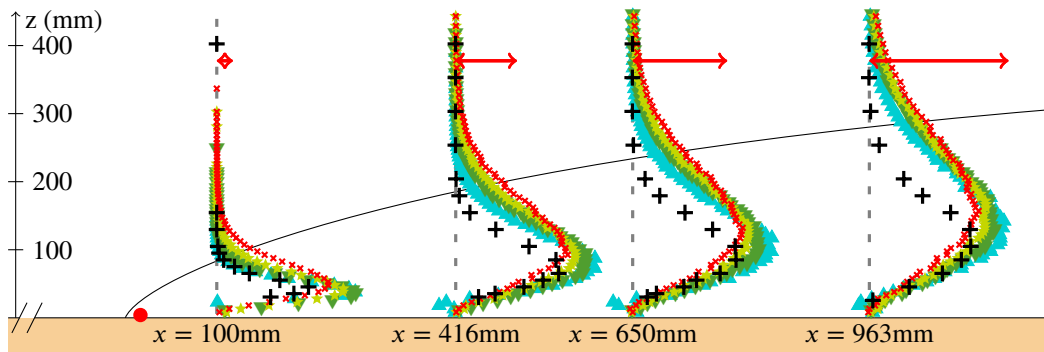 z (mm)
400
300
200
100
x = 100mm
x = 416mm
x = 650mm
x = 963mm